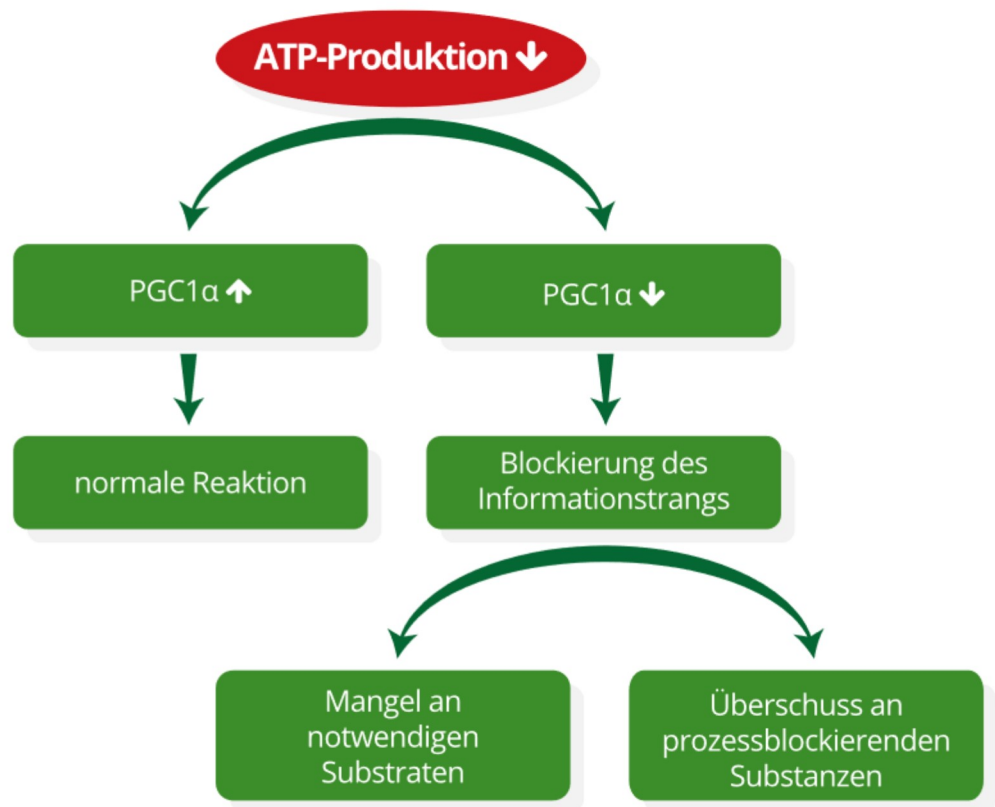 ATP-Produktion ↓
PGC1α ↑
PGC1α ↓
normale Reaktion
Blockierung des
Informationstrangs
Mangel an
notwendigen
Substraten
Überschuss an
prozessblockierenden
Substanzen